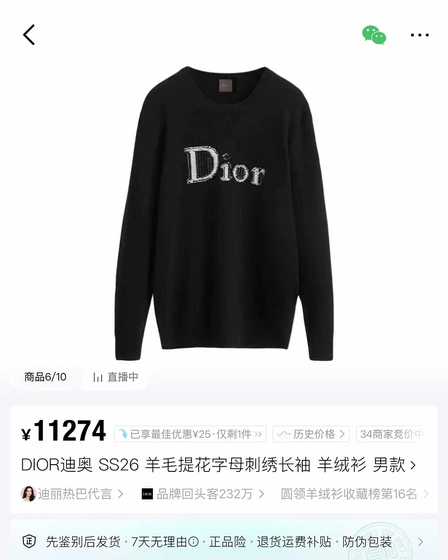 Dior
商品6/10
直播中
¥11274 已享最佳优惠¥25·仅剩1件 >> 历史价格 > 34商家竞价中
DIOR迪奥 SS26 羊毛提花字母刺绣长袖 羊绒衫 男款 >
迪丽热巴代言 > DIOR 品牌回头客232万 > 圆领羊绒衫收藏榜第16名 >
正 先鉴别后发货 · 7天无理由 · 正品险 · 退货运费补贴 · 防伪包装 >